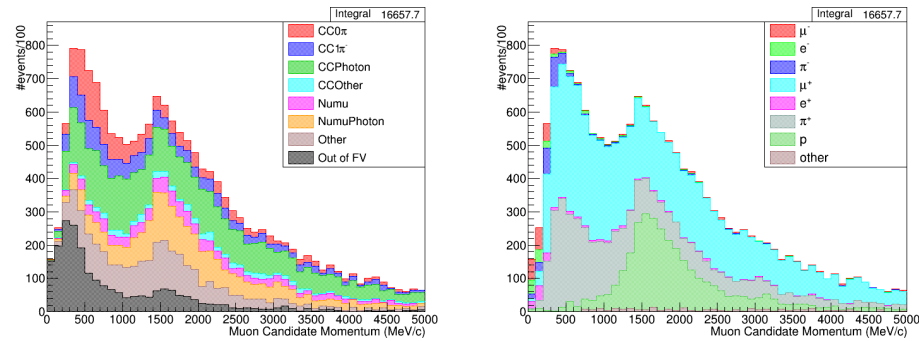 Integral 16657.7
#events/100
800
700
600
500
400
300
200
100
0
CC0π
CC1π⁻
CCPhoton
CCOther
Numu
NumuPhoton
Other
Out of FV
0 500 1000 1500 2000 2500 3000 3500 4000 4500 5000
Muon Candidate Momentum (MeV/c)
Integral 16657.7
#events/100
800
700
600
500
400
300
200
100
0
μ⁻
e⁻
π⁻
μ⁺
e⁺
π⁺
p
other
0 500 1000 1500 2000 2500 3000 3500 4000 4500 5000
Muon Candidate Momentum (MeV/c)